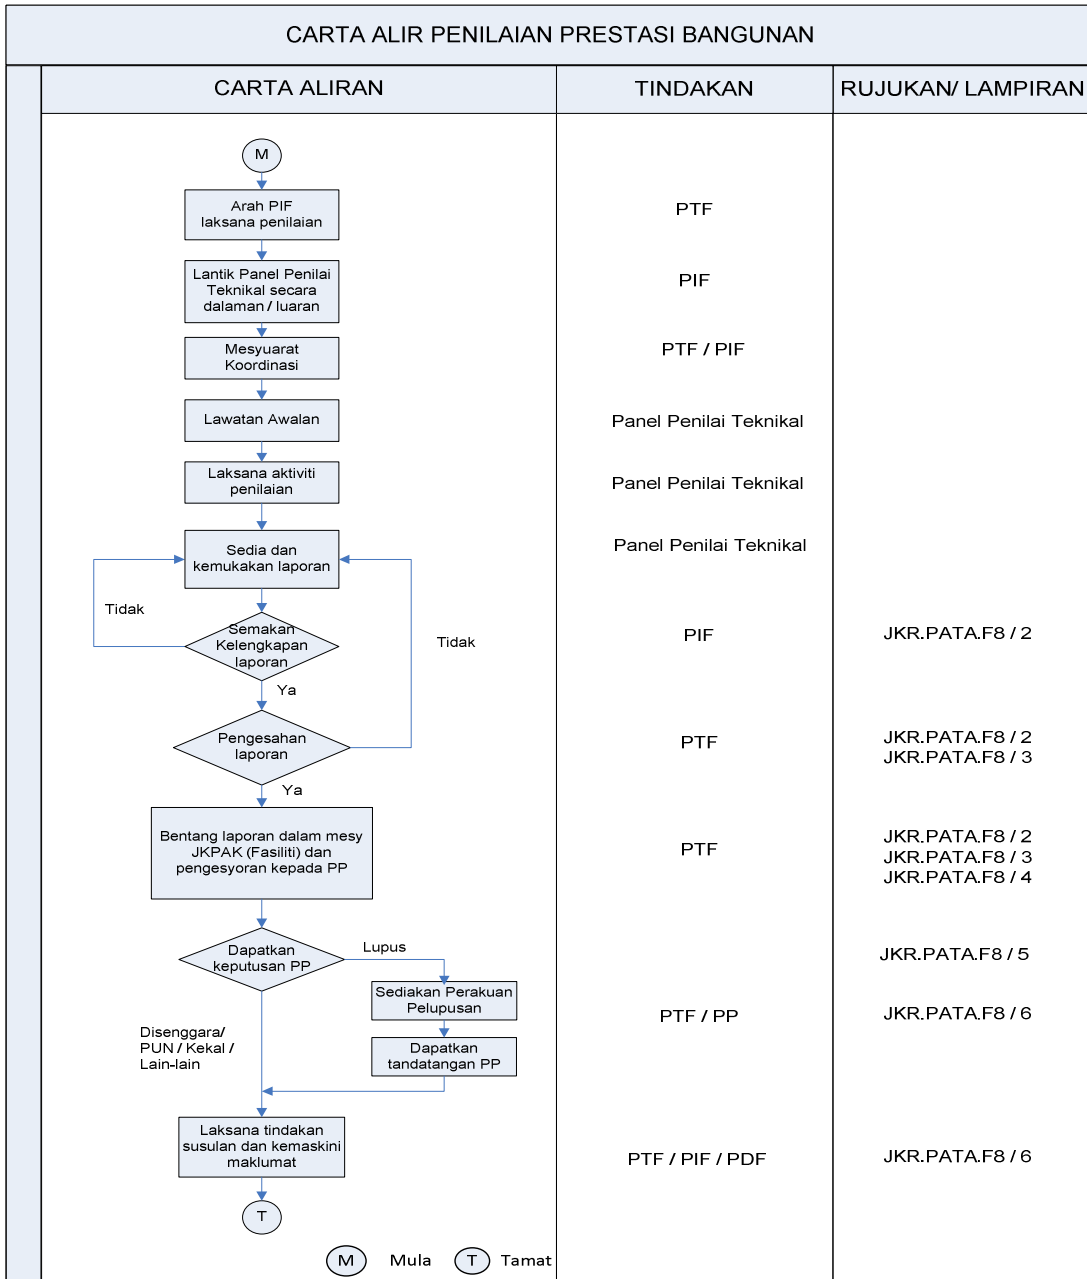 CARTA ALIR PENILAIAN PRESTASI BANGUNAN
CARTA ALIRAN
TINDAKAN
RUJUKAN/ LAMPIRAN
M
Arah PIF
laksana penilaian
PTF
Lantik Panel Penilai
Teknikal secara
dalaman / luaran
PIF
Mesyuarat
Koordinasi
PTF / PIF
Lawatan Awalan
Panel Penilai Teknikal
Laksana aktiviti
penilaian
Panel Penilai Teknikal
Sedia dan
kemukakan laporan
Panel Penilai Teknikal
Tidak
Semakan
Kelengkapan
laporan
Tidak
PIF
JKR.PATA.F8 / 2
Ya
Pengesahan
laporan
PTF
JKR.PATA.F8 / 2
JKR.PATA.F8 / 3
Ya
Bentang laporan dalam mesy
JKPAK (Fasiliti) dan
pengesyoran kepada PP
PTF
JKR.PATA.F8 / 2
JKR.PATA.F8 / 3
JKR.PATA.F8 / 4
Dapatkan
keputusan PP
Lupus
JKR.PATA.F8 / 5
Sediakan Perakuan
Pelupusan
PTF / PP
JKR.PATA.F8 / 6
Disenggara/
PUN / Kekal /
Lain-lain
Dapatkan
tandatangan PP
Laksana tindakan
susulan dan kemaskini
maklumat
PTF / PIF / PDF
JKR.PATA.F8 / 6
T
M Mula T Tamat